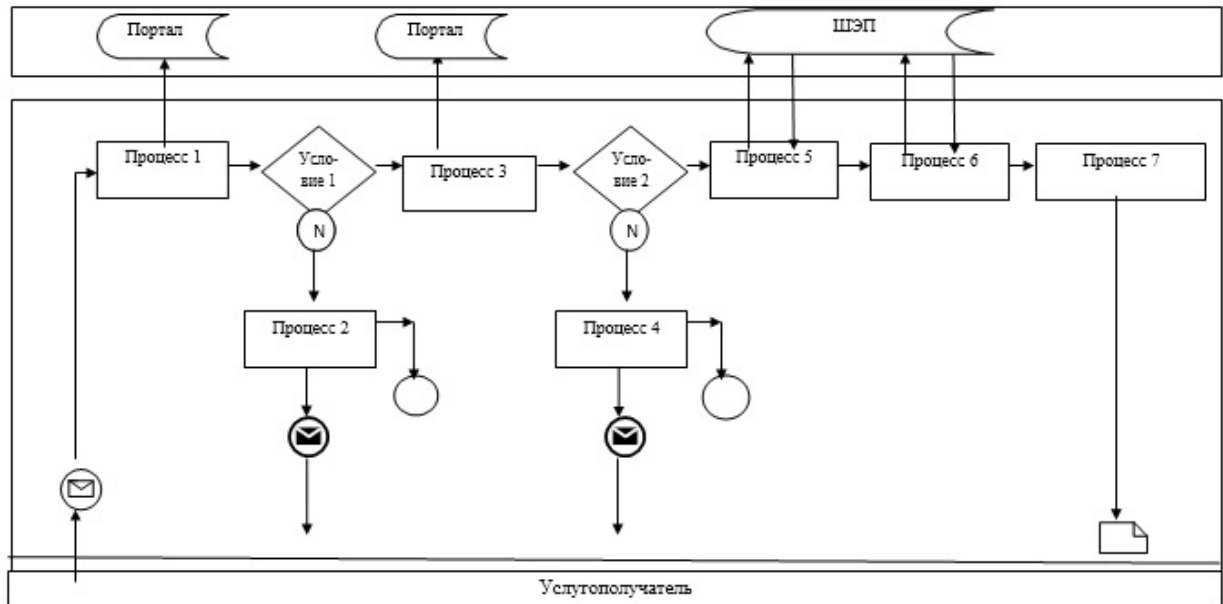 Портал
Портал
ШЭП
Процесс 1
Усло-
вие 1
Процесс 3
Усло-
вие 2
Процесс 5
Процесс 6
Процесс 7
N
N
Процесс 2
Процесс 4
Услугополучатель